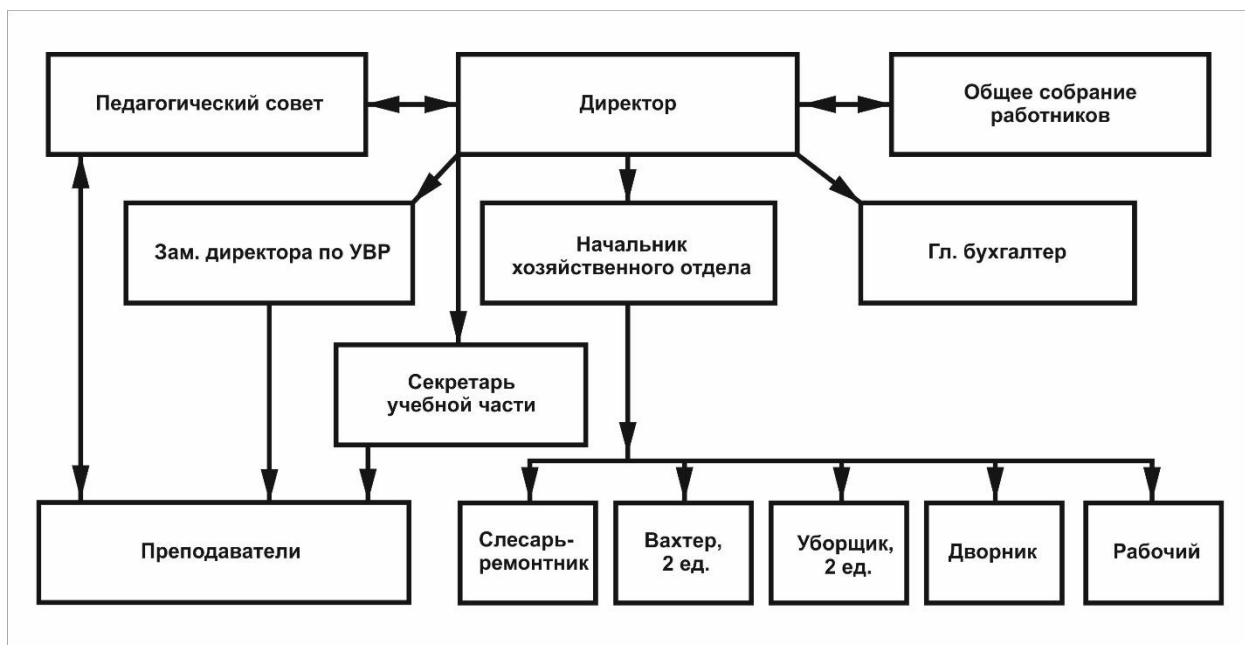 Педагогический совет
Директор
Общее собрание
работников
Зам. директора по УВР
Начальник
хозяйственного отдела
Гл. бухгалтер
Секретарь
учебной части
Преподаватели
Слесарь-
ремонтник
Вахтер,
2 ед.
Уборщик,
2 ед.
Дворник
Рабочий